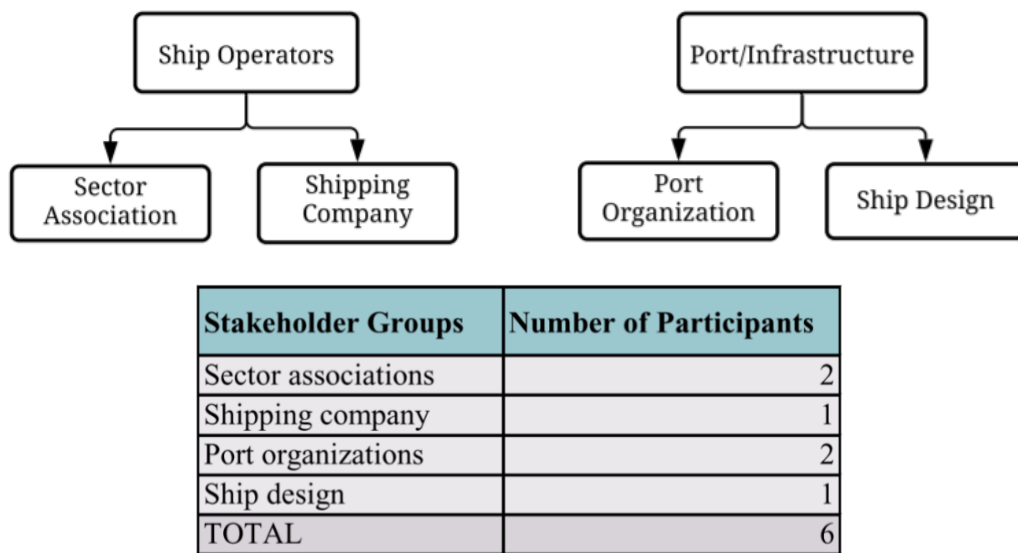 Ship Operators
Port/Infrastructure
Sector
Association
Shipping
Company
Port
Organization
Ship Design
Stakeholder Groups Number of Participants
Sector associations 2
Shipping company 1
Port organizations 2
Ship design 1
TOTAL 6